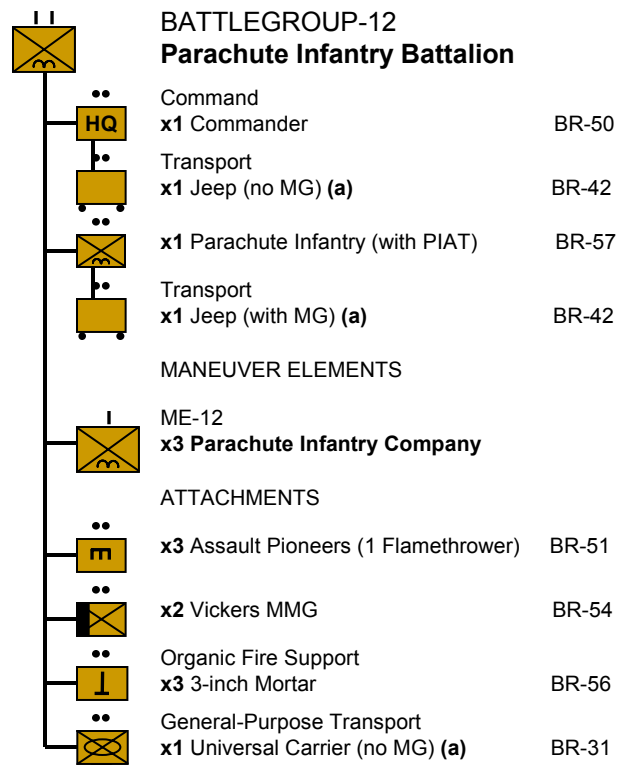 BATTLEGROUP-12
Parachute Infantry Battalion
Command
HQ x1 Commander BR-50
Transport
x1 Jeep (no MG) (a) BR-42
x1 Parachute Infantry (with PIAT) BR-57
Transport
x1 Jeep (with MG) (a) BR-42
MANEUVER ELEMENTS
ME-12
x3 Parachute Infantry Company
ATTACHMENTS
x3 Assault Pioneers (1 Flamethrower) BR-51
x2 Vickers MMG BR-54
Organic Fire Support
x3 3-inch Mortar BR-56
General-Purpose Transport
x1 Universal Carrier (no MG) (a) BR-31